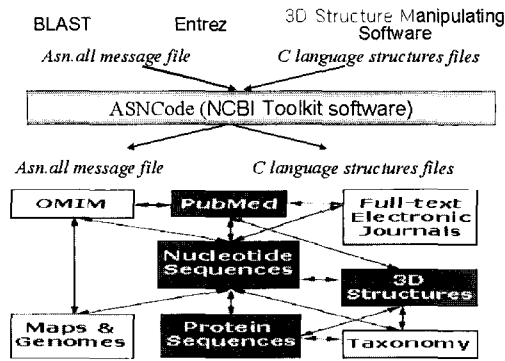 BLAST Entrez 3D Structure Manipulating
Software
Asn.all message file C language structures files
ASNCode (NCBI Toolkit software)
Asn.all message file C language structures files
OMIM PubMed Full-text
Electronic
Journals
Nucleotide
Sequences
3D
Structures
Maps &
Genomes
Protein
Sequences
Taxonomy